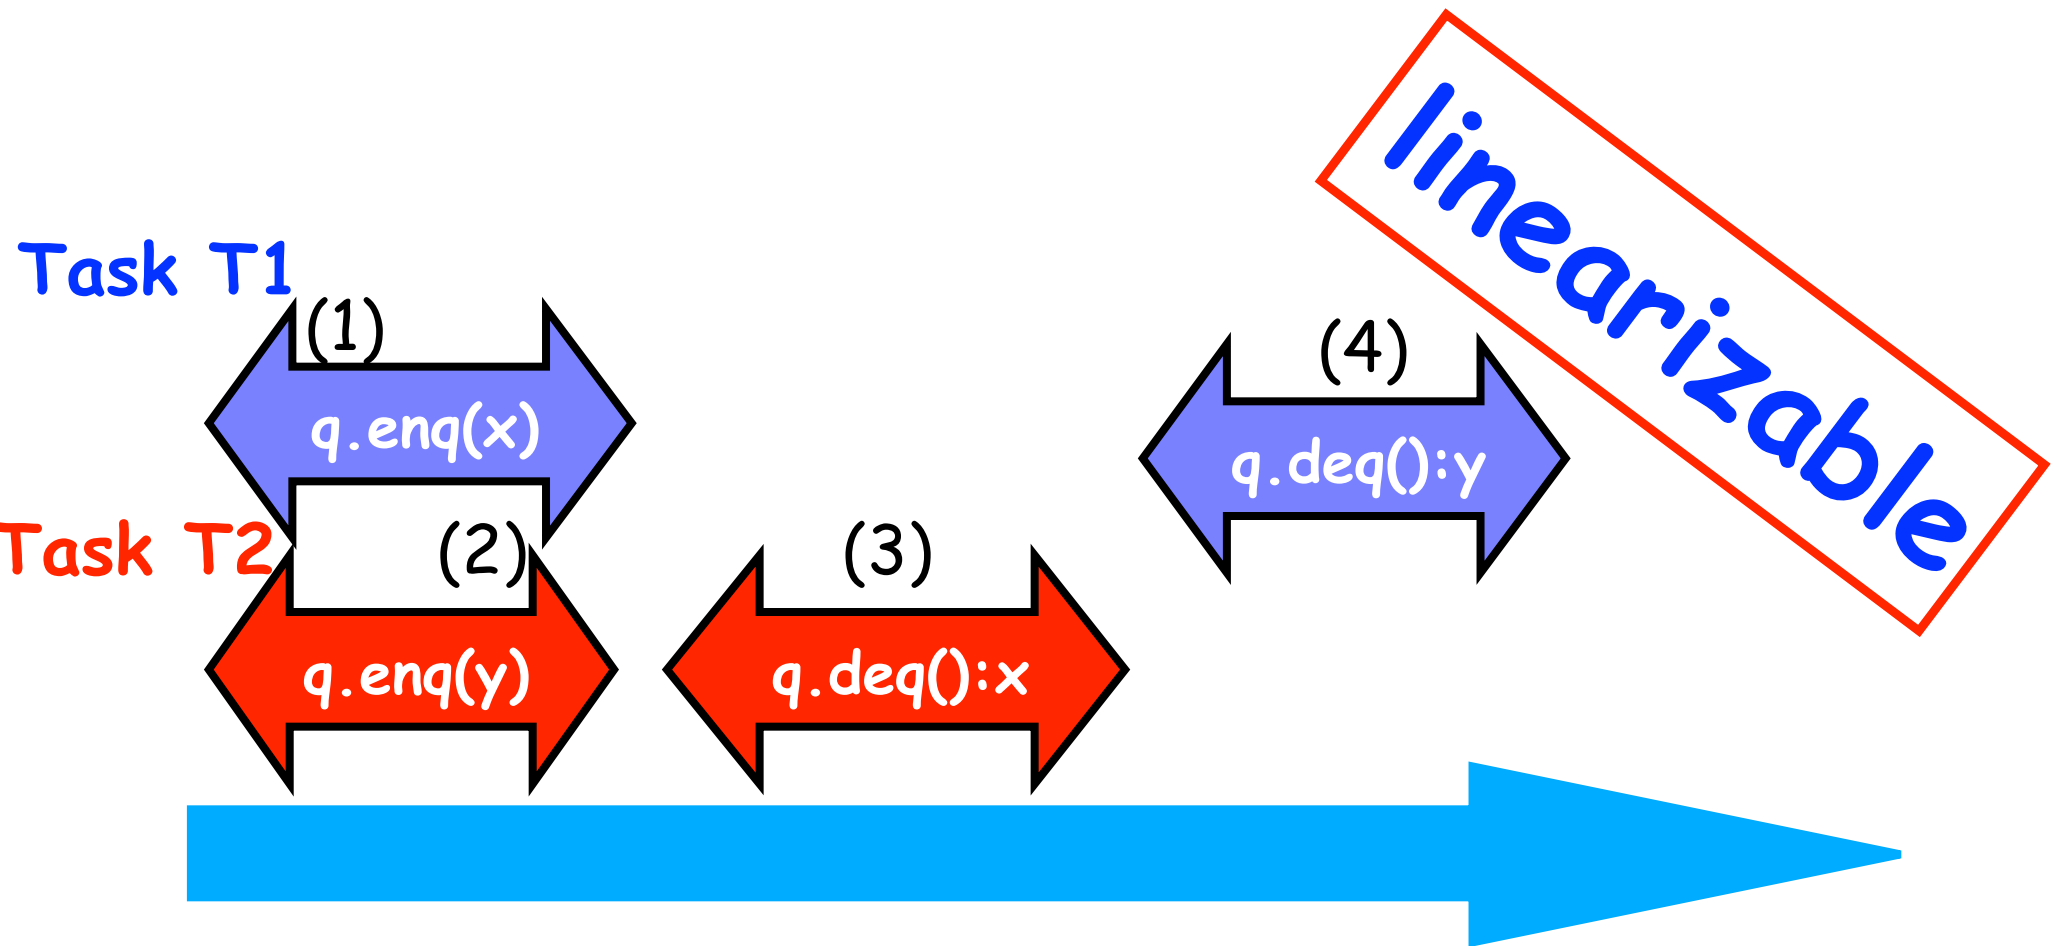 linearizable
Task T1
(1)
(4)
q.enq(x)
q.deq():y
Task T2
(2)
(3)
q.enq(y)
q.deq():x